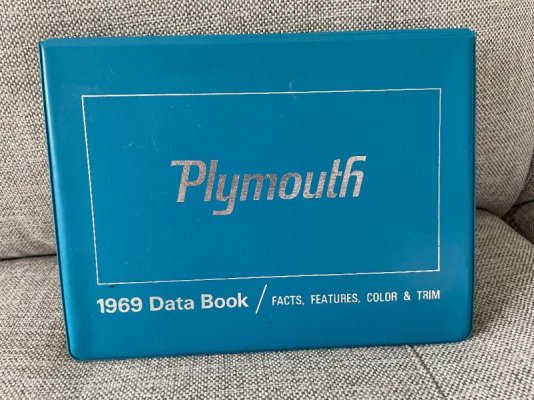 Plymouth
1969 Data Book / FACTS, FEATURES, COLOR & TRIM